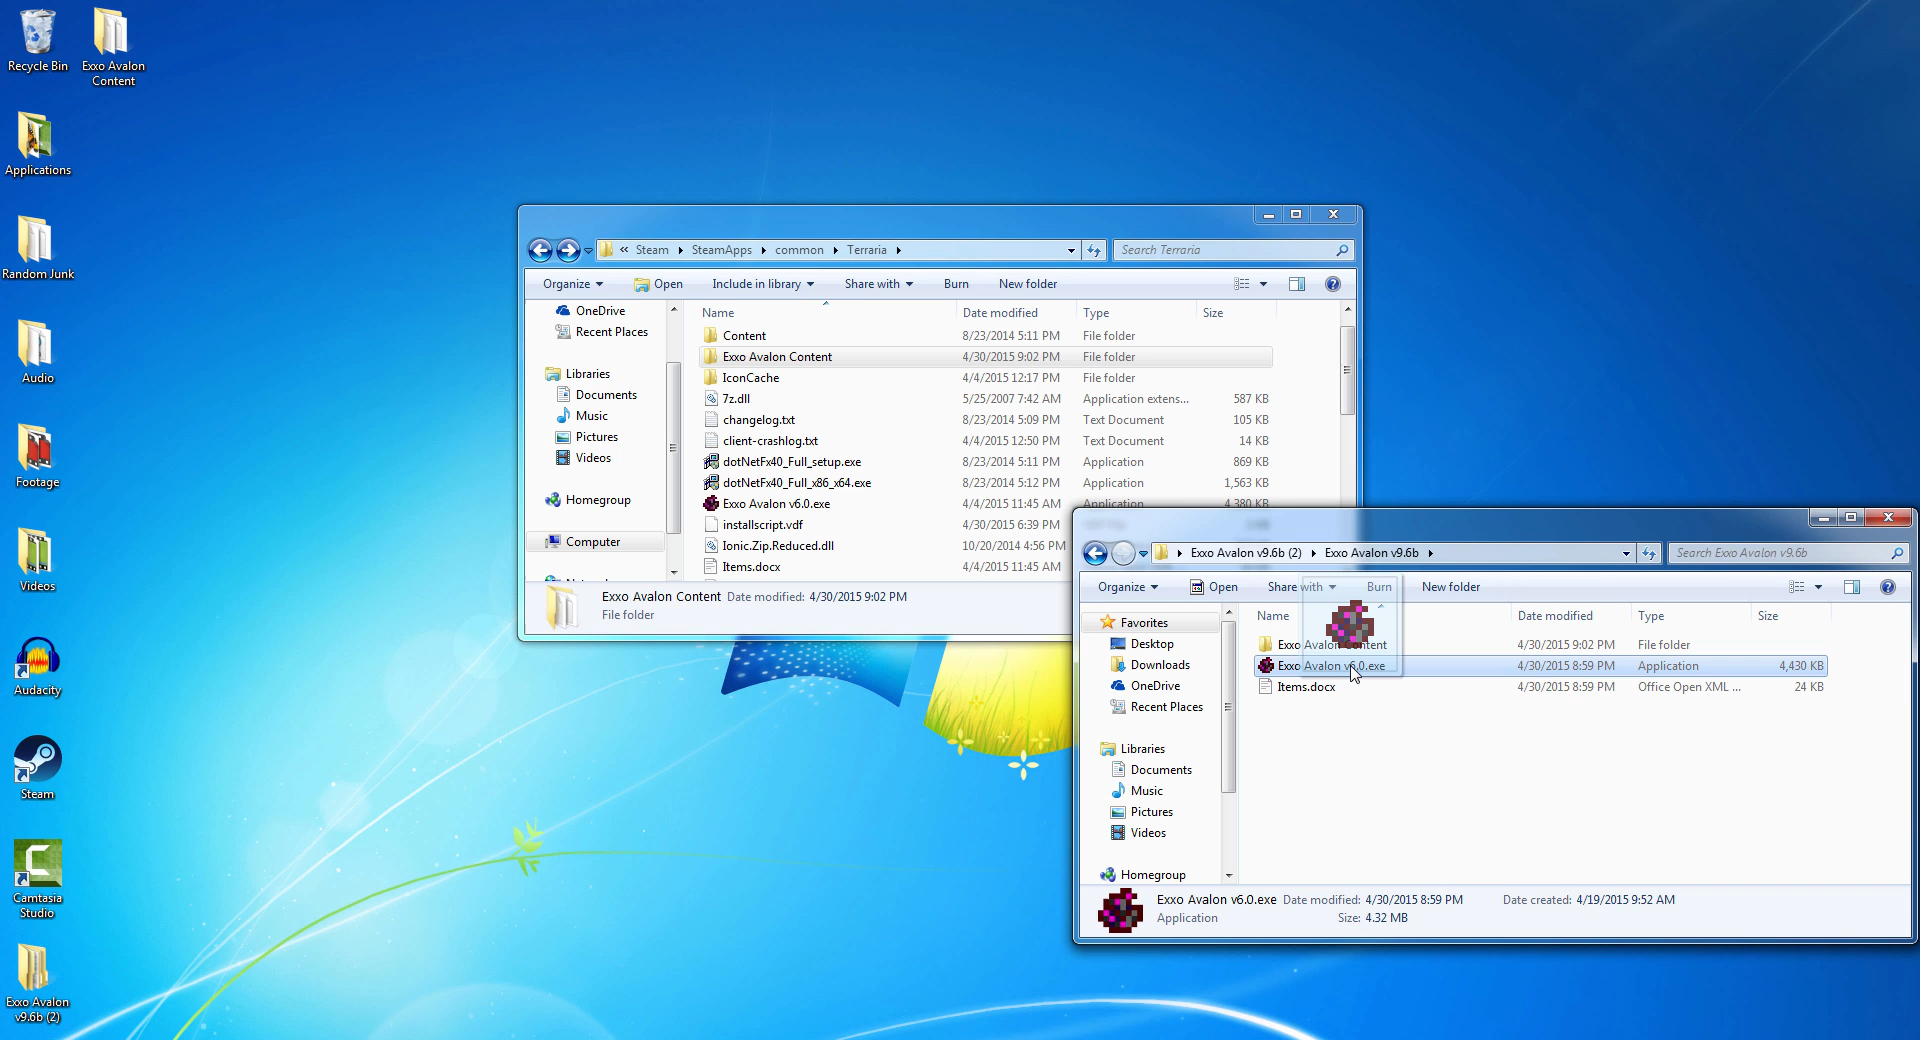 Recycle Bin
Exxo Avalon
Content
Applications
Random Junk
Audio
Footage
Videos
Audacity
Steam
Camtasia
Studio
Exxo Avalon
v9.6b (2)
« Steam SteamApps common Terraria
Search Terraria
Organize Open Include in library Share with Burn New folder
OneDrive
Recent Places
Libraries
Documents
Music
Pictures
Videos
Homegroup
Computer
Name Date modified Type Size
Content 8/23/2014 5:11 PM File folder
Exxo Avalon Content 4/30/2015 9:02 PM File folder
IconCache 4/4/2015 12:17 PM File folder
7z.dll 5/25/2007 7:42 AM Application extens... 587 KB
changelog.txt 8/23/2014 5:09 PM Text Document 105 KB
client-crashlog.txt 4/4/2015 12:50 PM Text Document 14 KB
dotNetFx40_Full_setup.exe 8/23/2014 5:11 PM Application 869 KB
dotNetFx40_Full_x86_x64.exe 8/23/2014 5:12 PM Application 1,563 KB
Exxo Avalon v6.0.exe 4/4/2015 11:45 AM Application 4,380 KB
installscript.vdf 4/30/2015 6:39 PM
Ionic.Zip.Reduced.dll 10/20/2014 4:56 PM
Items.docx 4/4/2015 11:45 AM
Exxo Avalon Content Date modified: 4/30/2015 9:02 PM
File folder
Exxo Avalon v9.6b (2) Exxo Avalon v9.6b
Search Exxo Avalon v9.6b
Organize Open Share with Burn New folder
Favorites
Desktop
Downloads
OneDrive
Recent Places
Libraries
Documents
Music
Pictures
Videos
Homegroup
Name Date modified Type Size
Exxo Avalon Content 4/30/2015 9:02 PM File folder
Exxo Avalon v6.0.exe 4/30/2015 8:59 PM Application 4,430 KB
Items.docx 4/30/2015 8:59 PM Office Open XML ... 24 KB
Exxo Avalon v6.0.exe Date modified: 4/30/2015 8:59 PM Date created: 4/19/2015 9:52 AM
Application Size: 4.32 MB